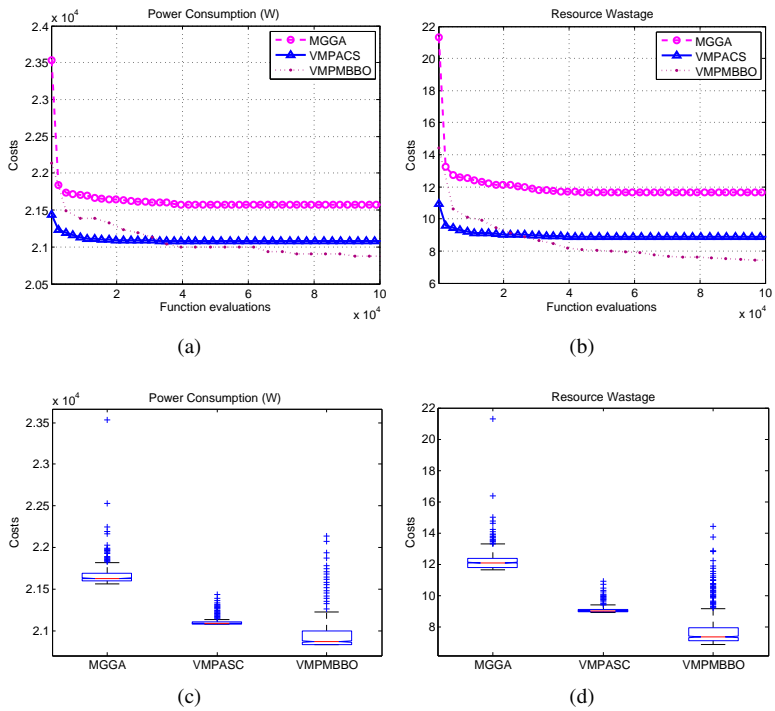 Power Consumption (W)
x 10^4
2.4
2.35
2.3
2.25
2.2
2.15
2.1
2.05
Costs
MGGA
VMPACS
VMPMBBO
2 4 6 8 10
Function evaluations
x 10^4
(a)
Resource Wastage
22
20
18
16
14
12
10
8
6
Costs
MGGA
VMPACS
VMPMBBO
2 4 6 8 10
Function evaluations
x 10^4
(b)
x 10^4
Power Consumption (W)
2.35
2.3
2.25
2.2
2.15
2.1
Costs
MGGA VMPASC VMPMBBO
(c)
Resource Wastage
22
20
18
16
14
12
10
8
Costs
MGGA VMPASC VMPMBBO
(d)